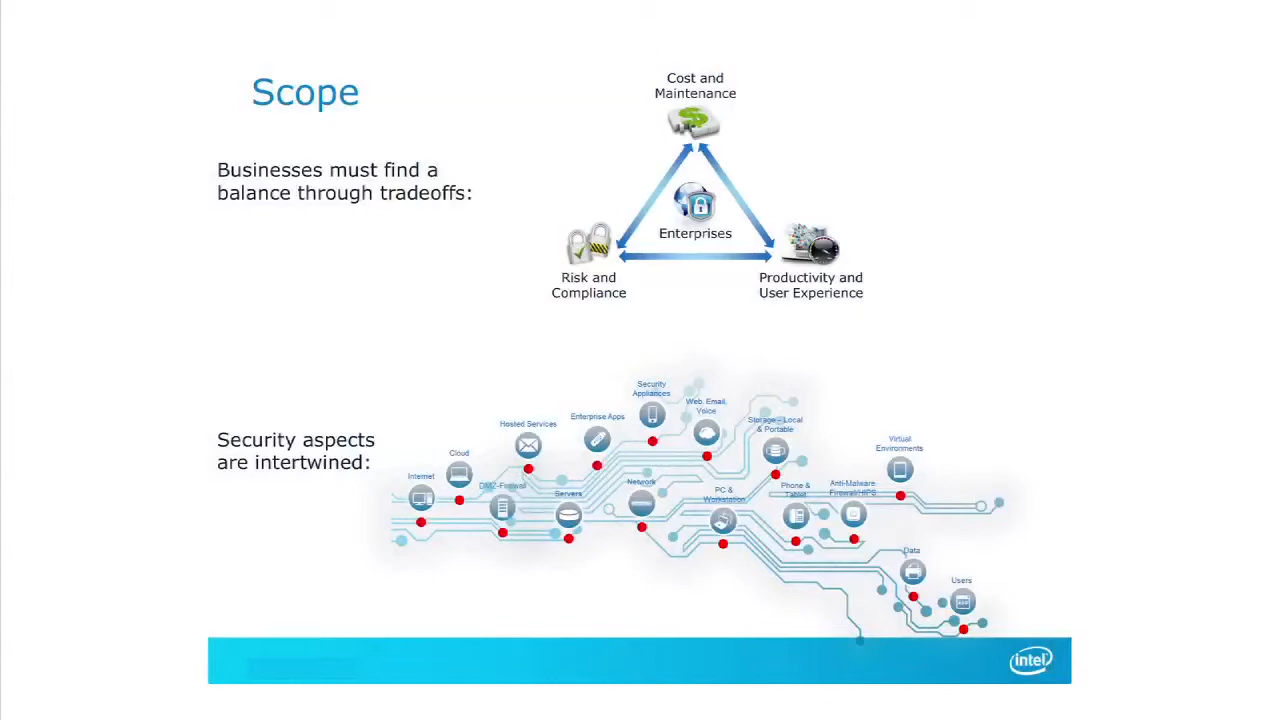 Scope
Cost and
Maintenance
Businesses must find a
balance through tradeoffs:
Enterprises
Risk and
Compliance
Productivity and
User Experience
Security aspects
are intertwined:
Internet
Cloud
DMZ-Firewall
Hosted Services
Servers
Enterprise Apps
Security
Appliances
Network
Web, Email,
Voice
PC &
Workstation
Storage – Local
& Portable
Phone &
Tablet
Anti-Malware
Firewall/HIPS
Virtual
Environments
Data
Users
intel